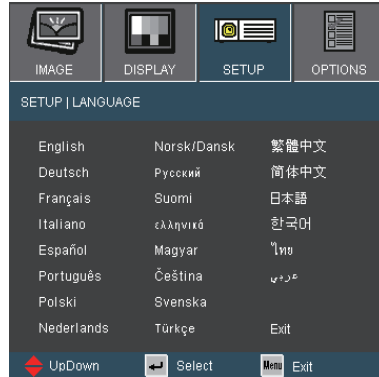 IMAGE DISPLAY SETUP OPTIONS
SETUP | LANGUAGE
English Norsk/Dansk 繁體中文
Deutsch Русский 简体中文
Français Suomi 日本語
Italiano ελληνικά 한국어
Español Magyar ไทย
Português Čeština عربي
Polski Svenska
Nederlands Türkçe Exit
UpDown Select Menu Exit